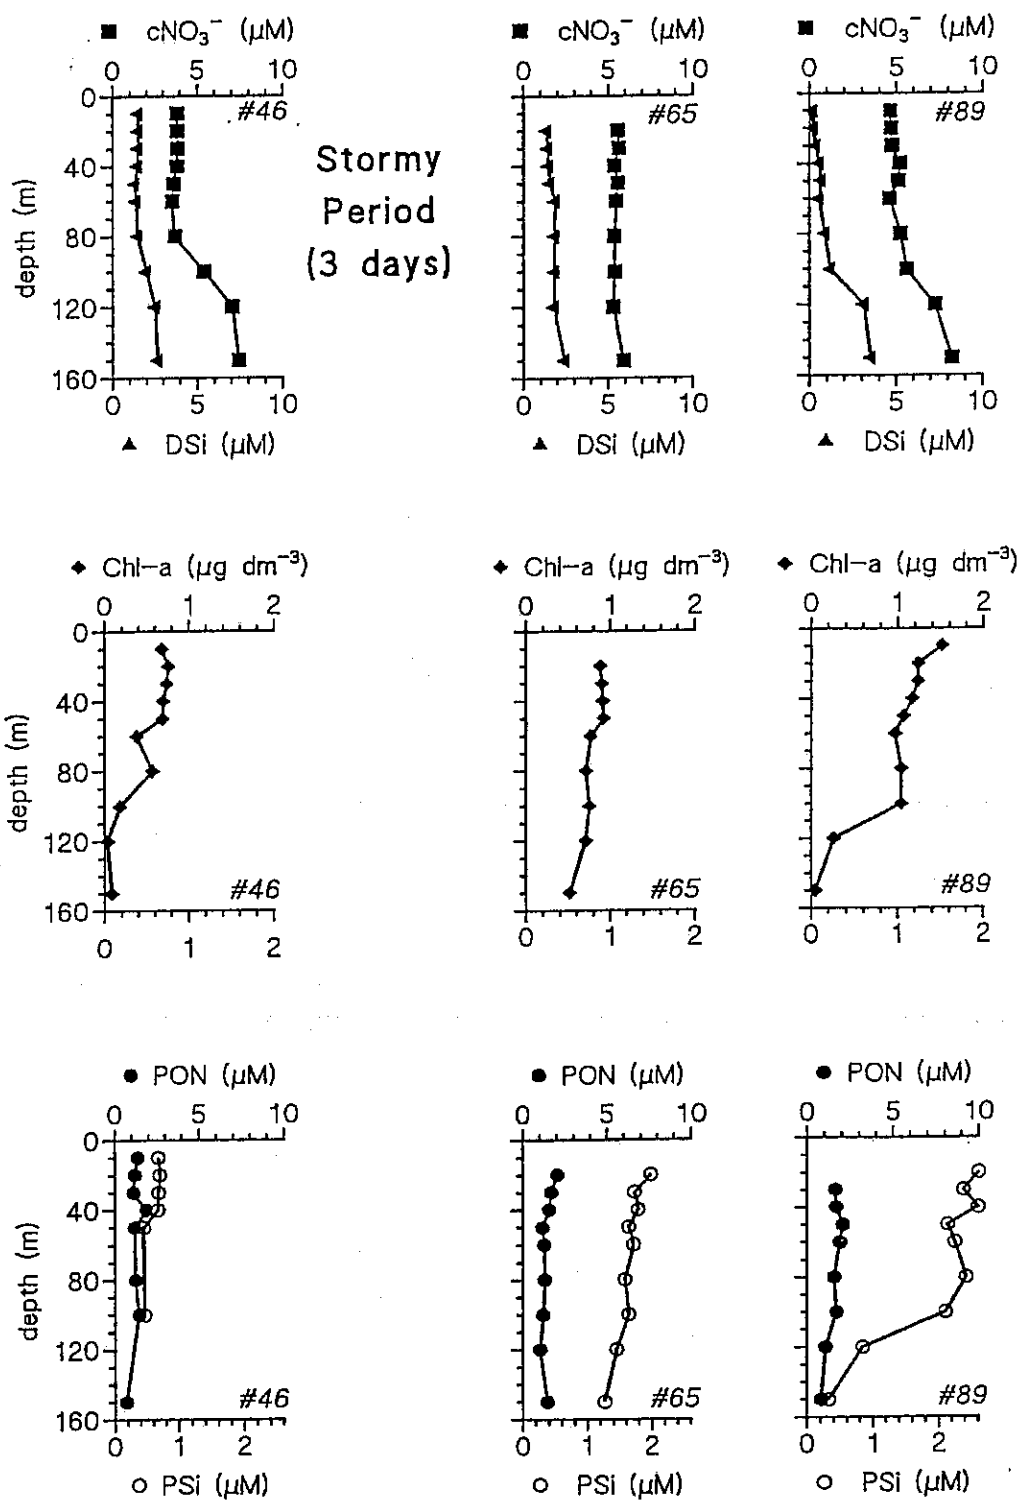 ■ cNO₃⁻ (μM) ■ cNO₃⁻ (μM) ■ cNO₃⁻ (μM)
0 5 10 0 5 10 0 5 10
0 #46 #65 #89
Stormy
Period
(3 days)
40
80
120
160
depth (m)
0 5 10 0 5 10 0 5 10
▲ DSi (μM) ▲ DSi (μM) ▲ DSi (μM)
◆ Chl-a (μg dm⁻³) ◆ Chl-a (μg dm⁻³) ◆ Chl-a (μg dm⁻³)
0 1 2 0 1 2 0 1 2
0
40
80
120
160
depth (m)
#46 #65 #89
0 1 2 0 1 2 0 1 2
● PON (μM) ● PON (μM) ● PON (μM)
0 5 10 0 5 10 0 5 10
0
40
80
120
160
depth (m)
#46 #65 #89
0 1 2 0 1 2 0 1 2
○ PSi (μM) ○ PSi (μM) ○ PSi (μM)